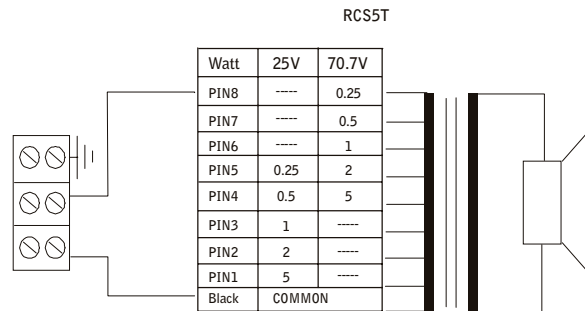 RCS5T
Watt 25V 70.7V
PIN8 ----- 0.25
PIN7 ----- 0.5
PIN6 ----- 1
PIN5 0.25 2
PIN4 0.5 5
PIN3 1 -----
PIN2 2 -----
PIN1 5 -----
Black COMMON